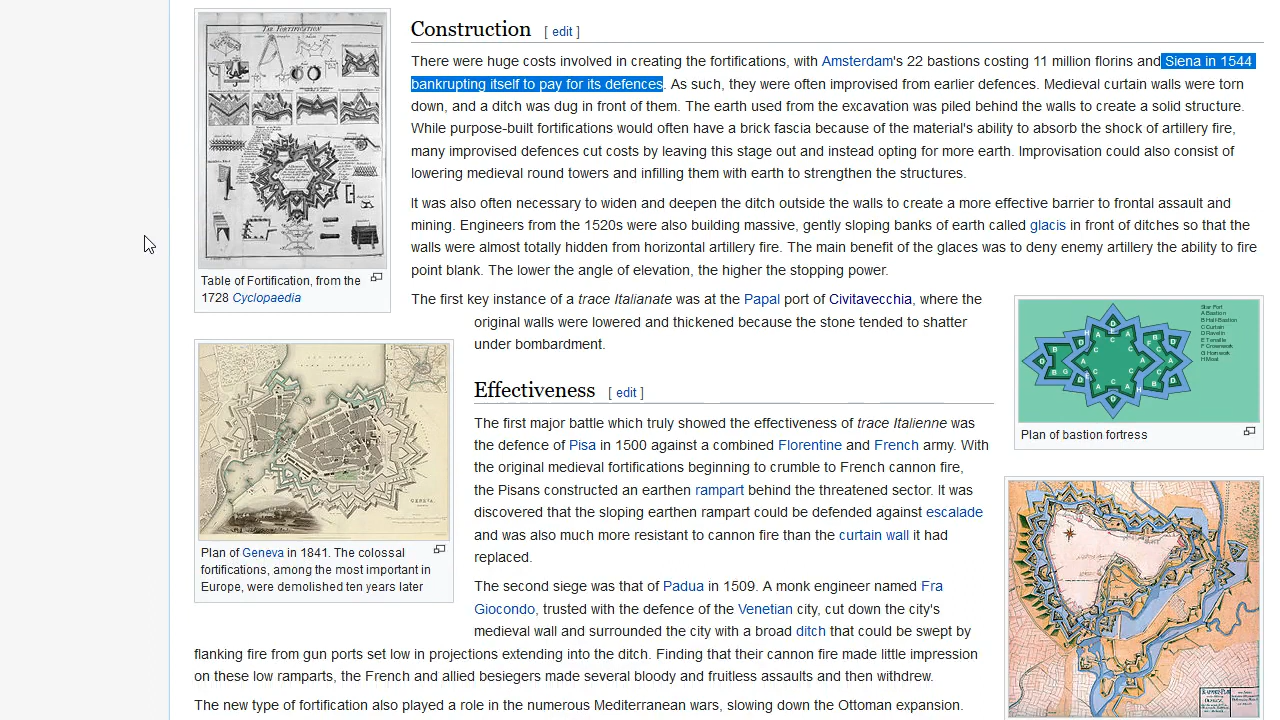 Construction [ edit ]
There were huge costs involved in creating the fortifications, with Amsterdam's 22 bastions costing 11 million florins and Siena in 1544
bankrupting itself to pay for its defences. As such, they were often improvised from earlier defences. Medieval curtain walls were torn
down, and a ditch was dug in front of them. The earth used from the excavation was piled behind the walls to create a solid structure.
While purpose-built fortifications would often have a brick fascia because of the material's ability to absorb the shock of artillery fire,
many improvised defences cut costs by leaving this stage out and instead opting for more earth. Improvisation could also consist of
lowering medieval round towers and infilling them with earth to strengthen the structures.
It was also often necessary to widen and deepen the ditch outside the walls to create a more effective barrier to frontal assault and
mining. Engineers from the 1520s were also building massive, gently sloping banks of earth called glacis in front of ditches so that the
walls were almost totally hidden from horizontal artillery fire. The main benefit of the glaces was to deny enemy artillery the ability to fire
point blank. The lower the angle of elevation, the higher the stopping power.
The first key instance of a trace Italianate was at the Papal port of Civitavecchia, where the
original walls were lowered and thickened because the stone tended to shatter
under bombardment.
Effectiveness [ edit ]
The first major battle which truly showed the effectiveness of trace Italienne was
the defence of Pisa in 1500 against a combined Florentine and French army. With
the original medieval fortifications beginning to crumble to French cannon fire,
the Pisans constructed an earthen rampart behind the threatened sector. It was
discovered that the sloping earthen rampart could be defended against escalade
and was also much more resistant to cannon fire than the curtain wall it had
replaced.
The second siege was that of Padua in 1509. A monk engineer named Fra
Giocondo, trusted with the defence of the Venetian city, cut down the city's
medieval wall and surrounded the city with a broad ditch that could be swept by
flanking fire from gun ports set low in projections extending into the ditch. Finding that their cannon fire made little impression
on these low ramparts, the French and allied besiegers made several bloody and fruitless assaults and then withdrew.
The new type of fortification also played a role in the numerous Mediterranean wars, slowing down the Ottoman expansion.
Table of Fortification, from the
1728 Cyclopaedia
GENEVA
Plan of Geneva in 1841. The colossal
fortifications, among the most important in
Europe, were demolished ten years later
Star Fort
A Bastion
B Half-Bastion
C Curtain
D Ravelin
E Tenaille
F Crownwork
G Hornwork
H Moat
Plan of bastion fortress